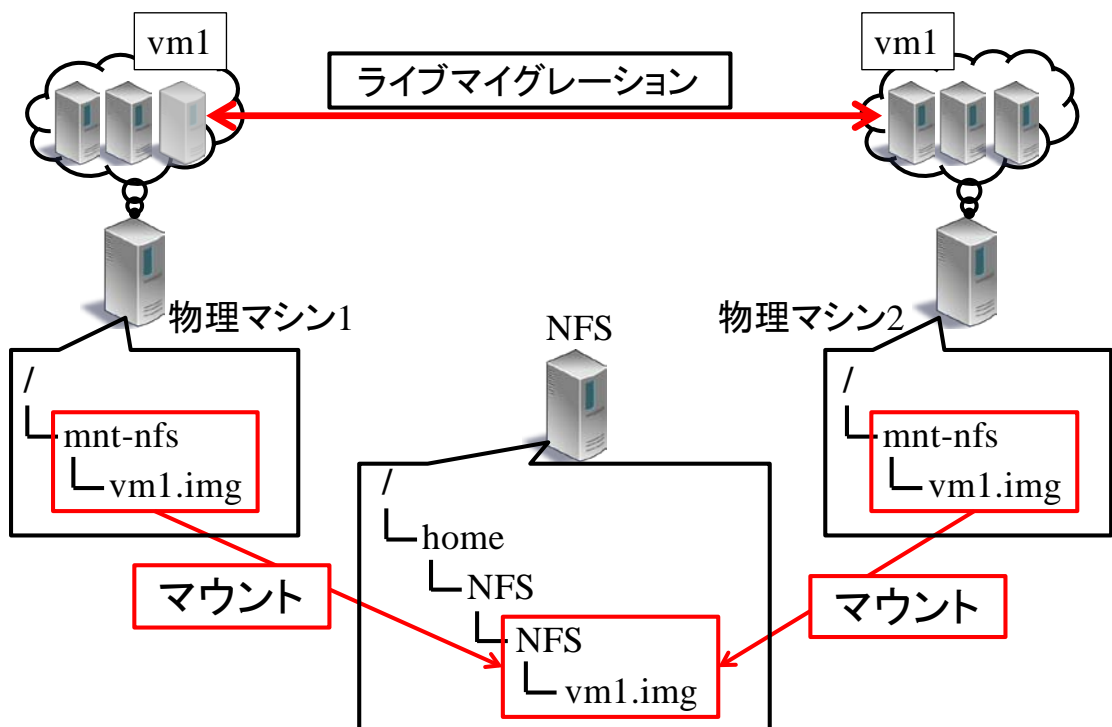 vm1
ライブマイグレーション
vm1
物理マシン1
NFS
物理マシン2
/
mnt-nfs
vm1.img
/
home
NFS
NFS
vm1.img
/
mnt-nfs
vm1.img
マウント
マウント